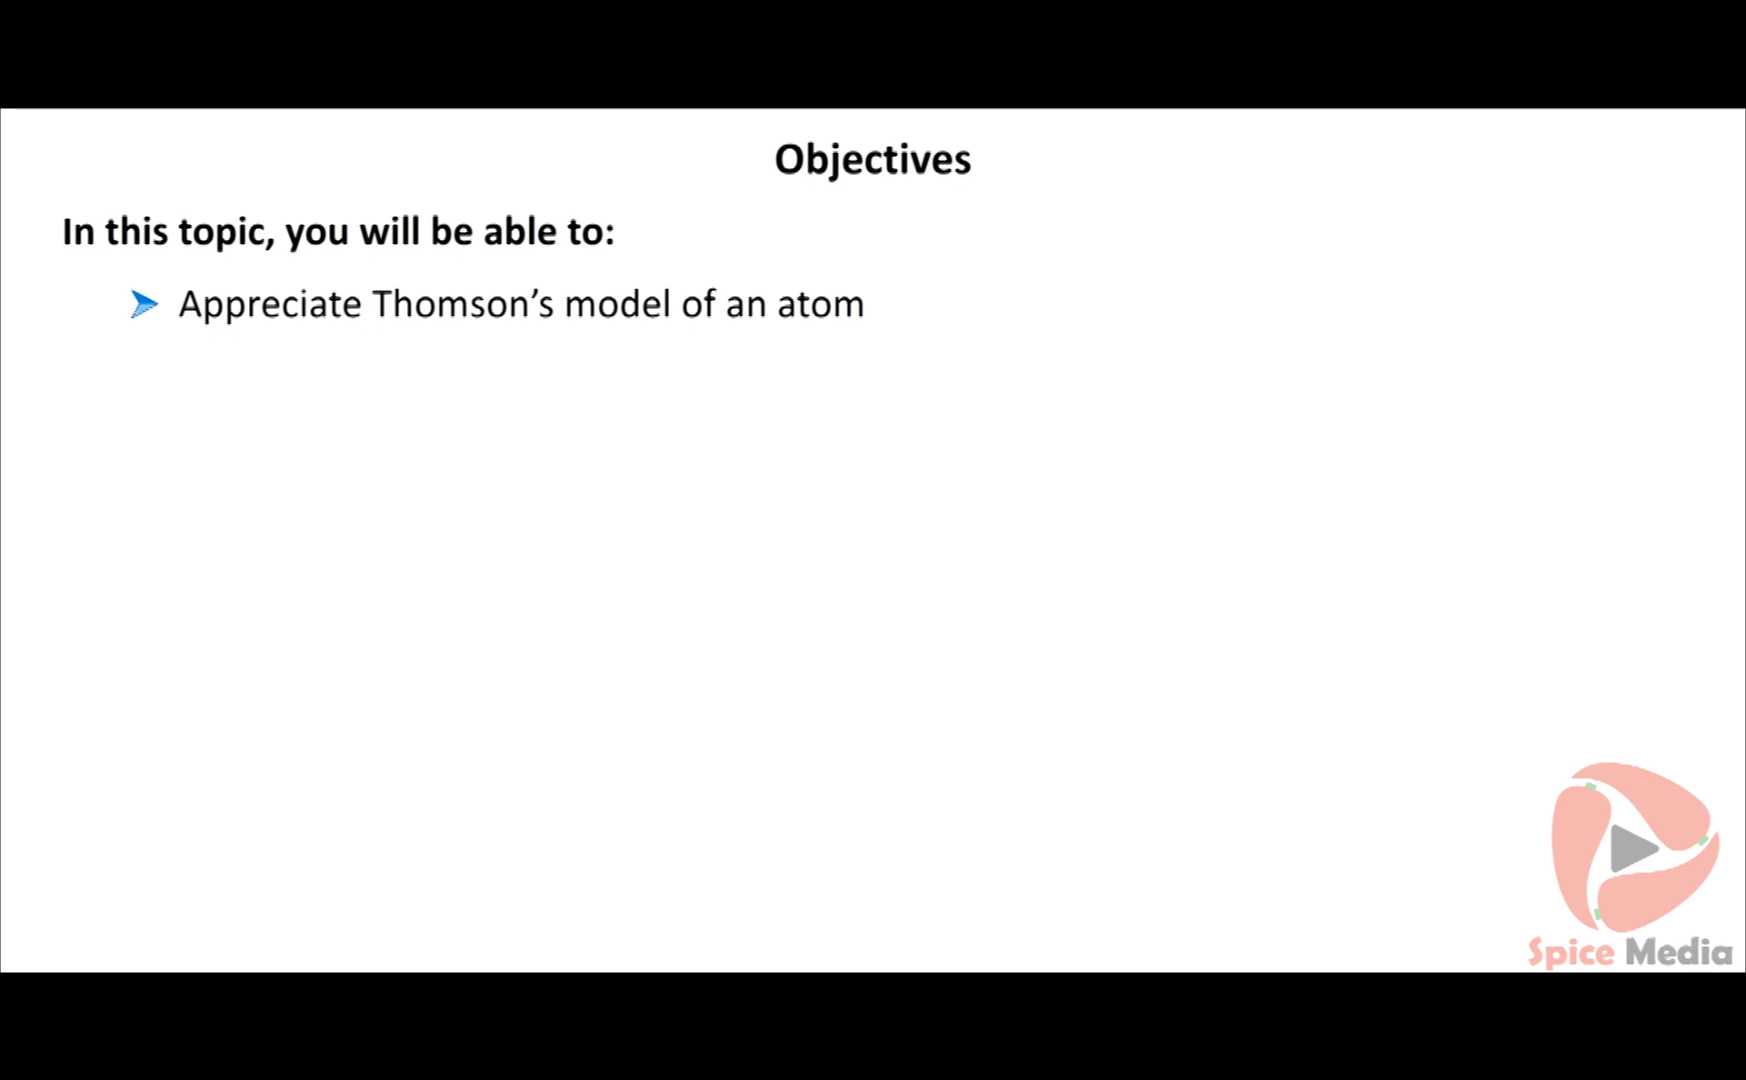 Objectives
In this topic, you will be able to:
Appreciate Thomson’s model of an atom
Spice Media